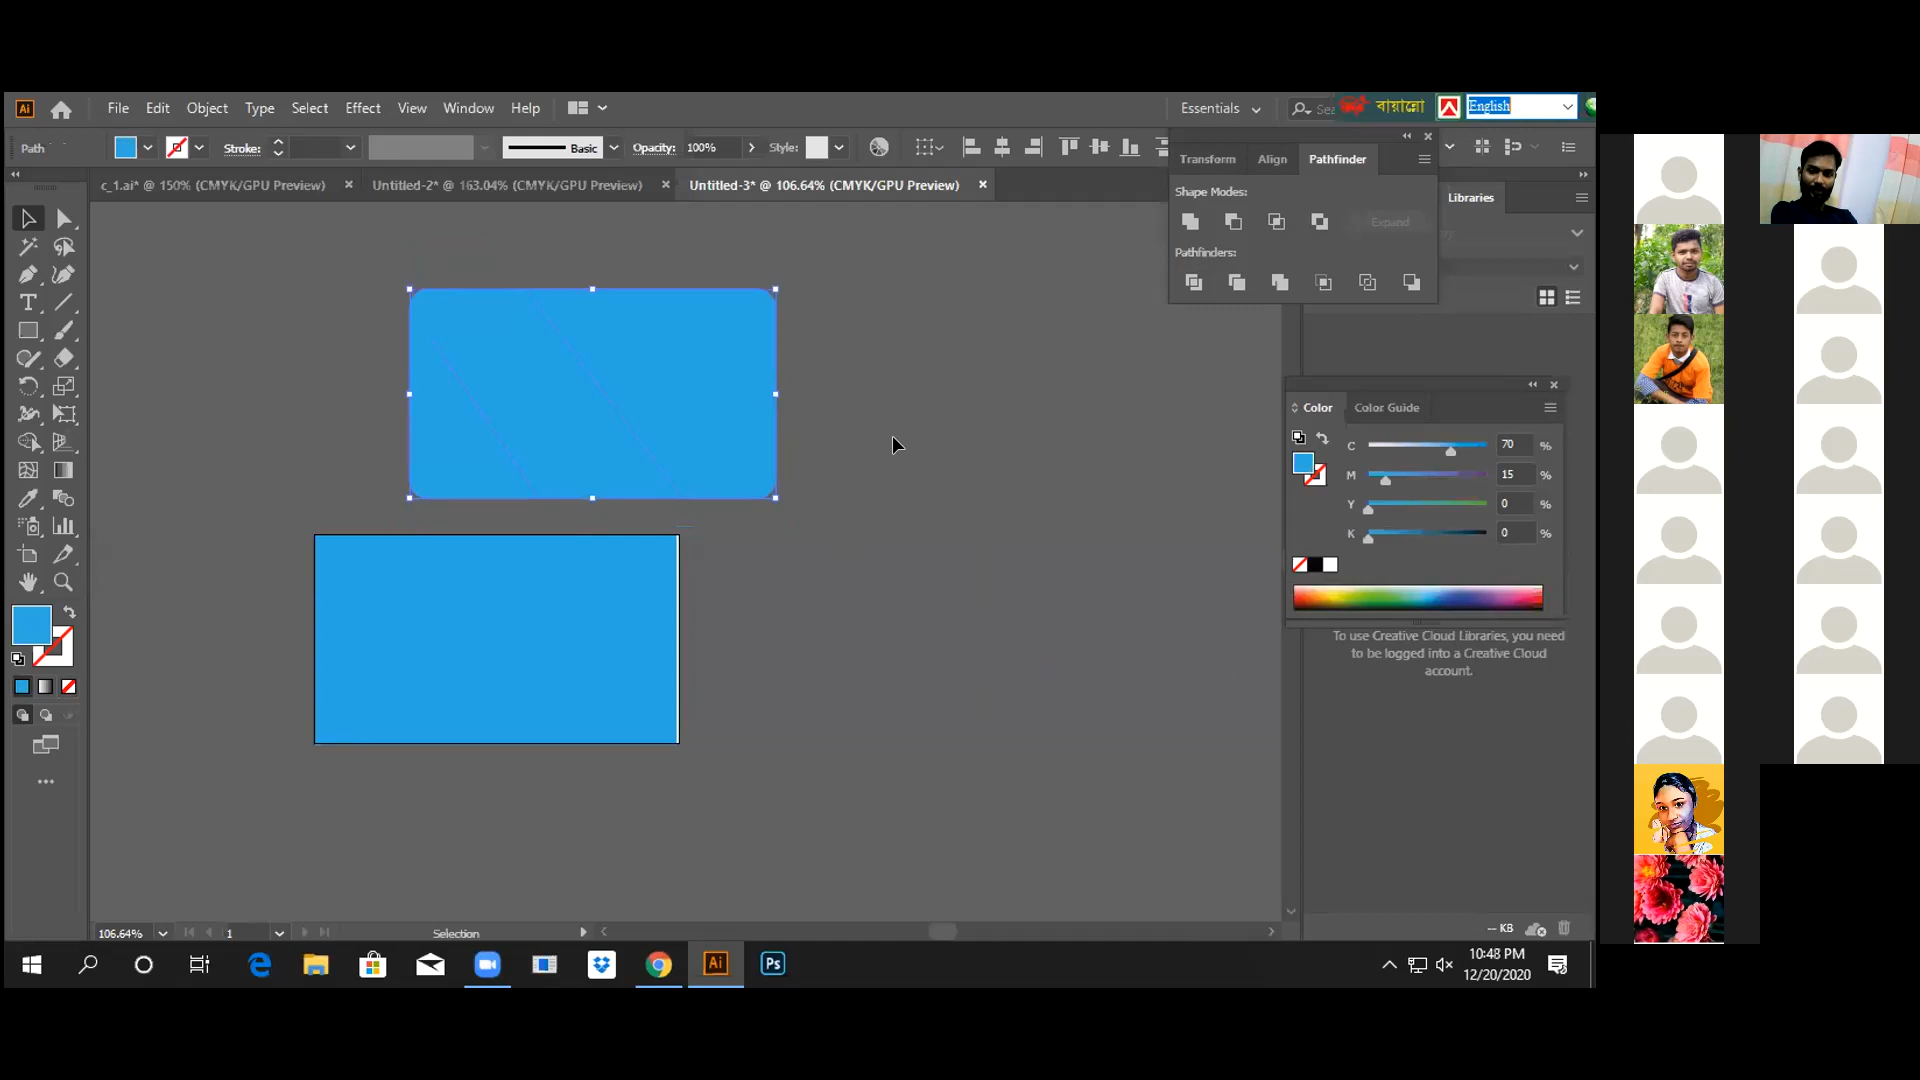 Ai File Edit Object Type Select Effect View Window Help Essentials বায়ান্নো English
Path Stroke: Basic Opacity: 100% Style:
c_1.ai* @ 150% (CMYK/GPU Preview) Untitled-2* @ 163.04% (CMYK/GPU Preview) Untitled-3* @ 106.64% (CMYK/GPU Preview)
Transform Align Pathfinder
Shape Modes:
Expand
Pathfinders:
Libraries
Color Color Guide
C 70 %
M 15 %
Y 0 %
K 0 %
To use Creative Cloud Libraries, you need
to be logged into a Creative Cloud
account.
-- KB
106.64% 1 Selection
Ai Ps
10:48 PM
12/20/2020